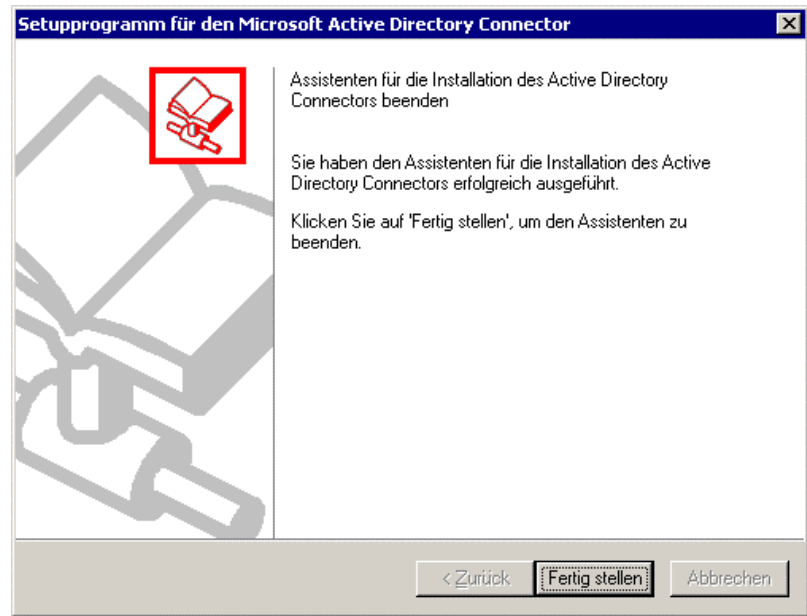 Setupprogramm für den Microsoft Active Directory Connector
Assistenten für die Installation des Active Directory
Connectors beenden
Sie haben den Assistenten für die Installation des Active
Directory Connectors erfolgreich ausgeführt.
Klicken Sie auf 'Fertig stellen', um den Assistenten zu
beenden.
< Zurück
Fertig stellen
Abbrechen